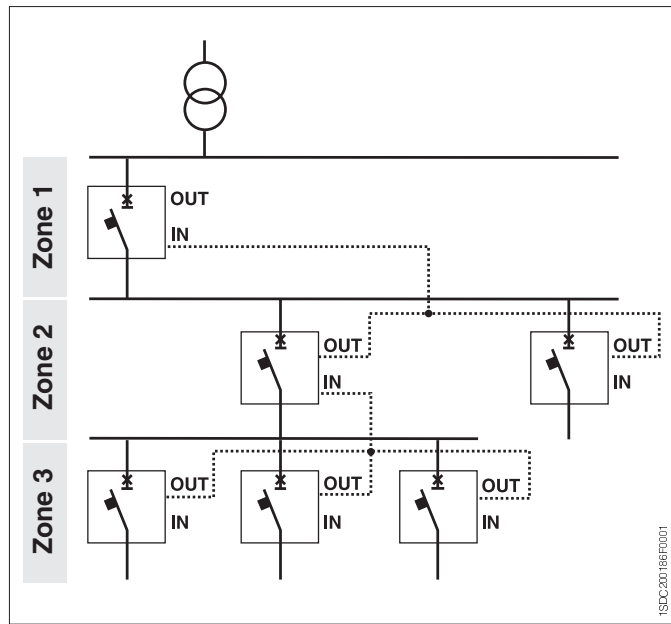 Zone 1
OUT
IN
Zone 2
OUT
IN
OUT
IN
Zone 3
OUT
IN
OUT
IN
OUT
IN
1SDC200186F0001